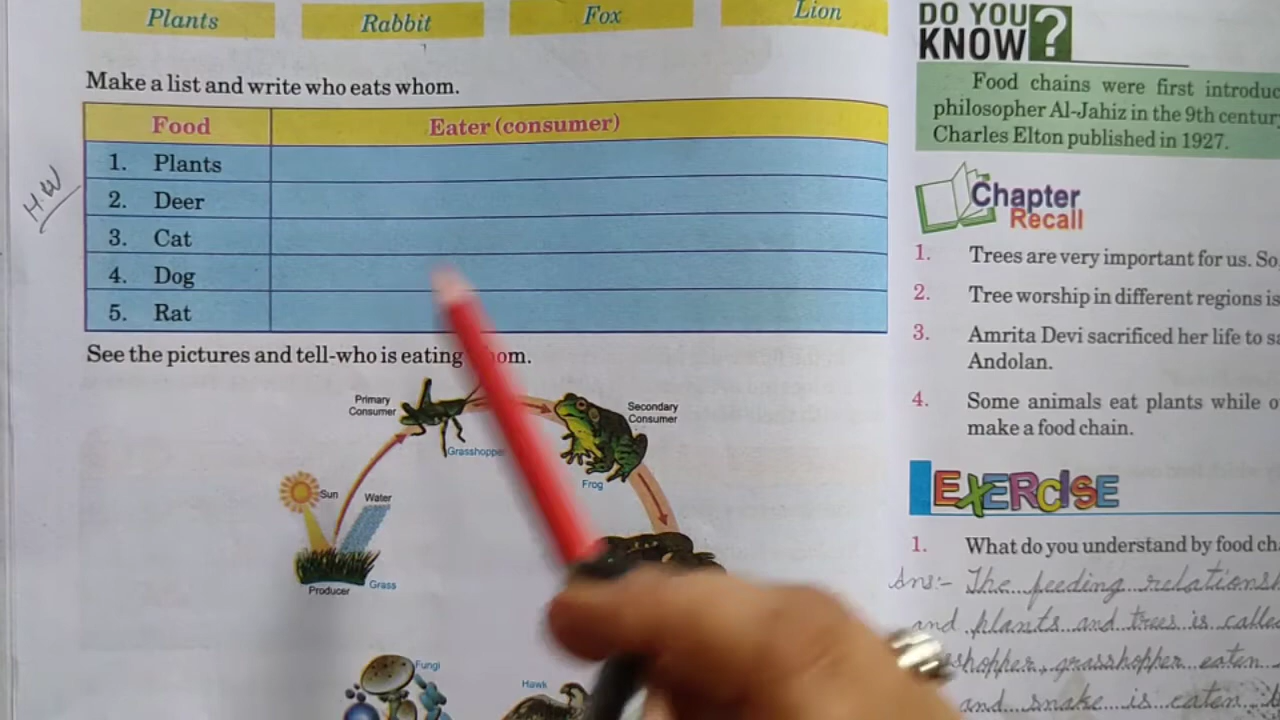 Plants Rabbit Fox Lion
Make a list and write who eats whom.
Food Eater (consumer)
1. Plants
2. Deer
3. Cat
4. Dog
5. Rat
H.W
See the pictures and tell-who is eating
Primary
Consumer
Grasshopper
Secondary
Consumer
Frog
Sun
Water
Grass
Producer
Fungi
Hawk
DO YOU
KNOW?
Food chains were first introduc
philosopher Al-Jahiz in the 9th century
Charles Elton published in 1927.
Chapter
Recall
1. Trees are very important for us. So
2. Tree worship in different regions is
3. Amrita Devi sacrificed her life to sa
Andolan.
4. Some animals eat plants while o
make a food chain.
EXERCISE
1. What do you understand by food ch
Ans:- The feeding relations
and plants and trees is calle
grasshopper eaten
and snake is eaten